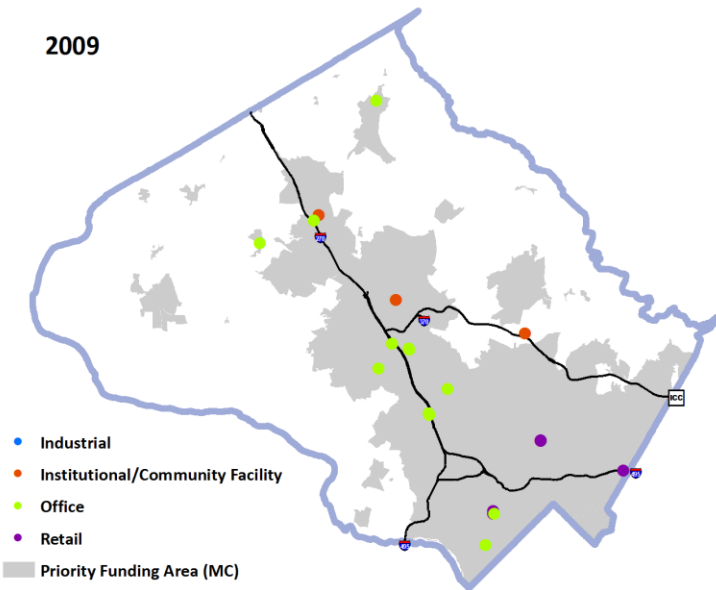 2009
ICC
Industrial
Institutional/Community Facility
Office
Retail
Priority Funding Area (MC)